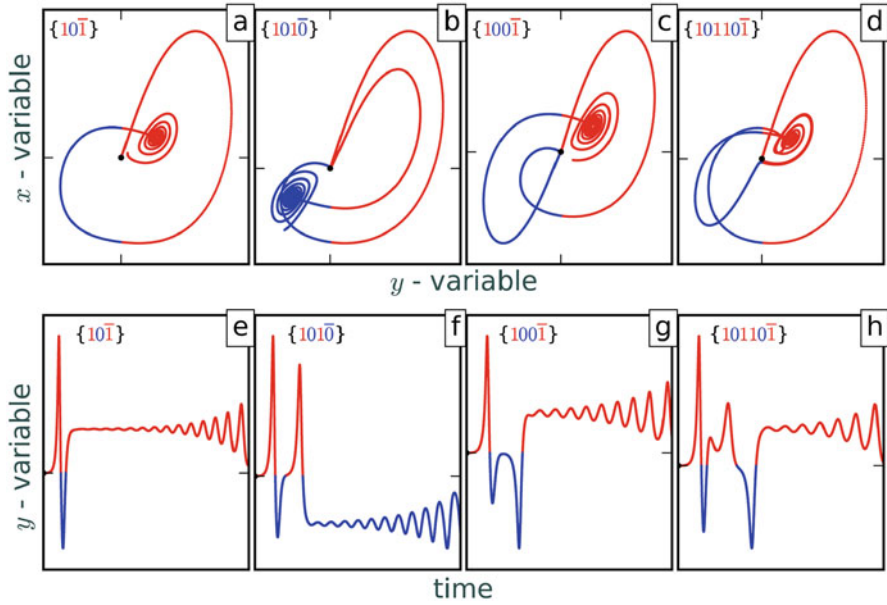 {101̅} a
{1010̅} b
{1001̅} c
{101101̅} d
x - variable
y - variable
{101̅} e
{1010̅} f
{1001̅} g
{101101̅} h
y - variable
time